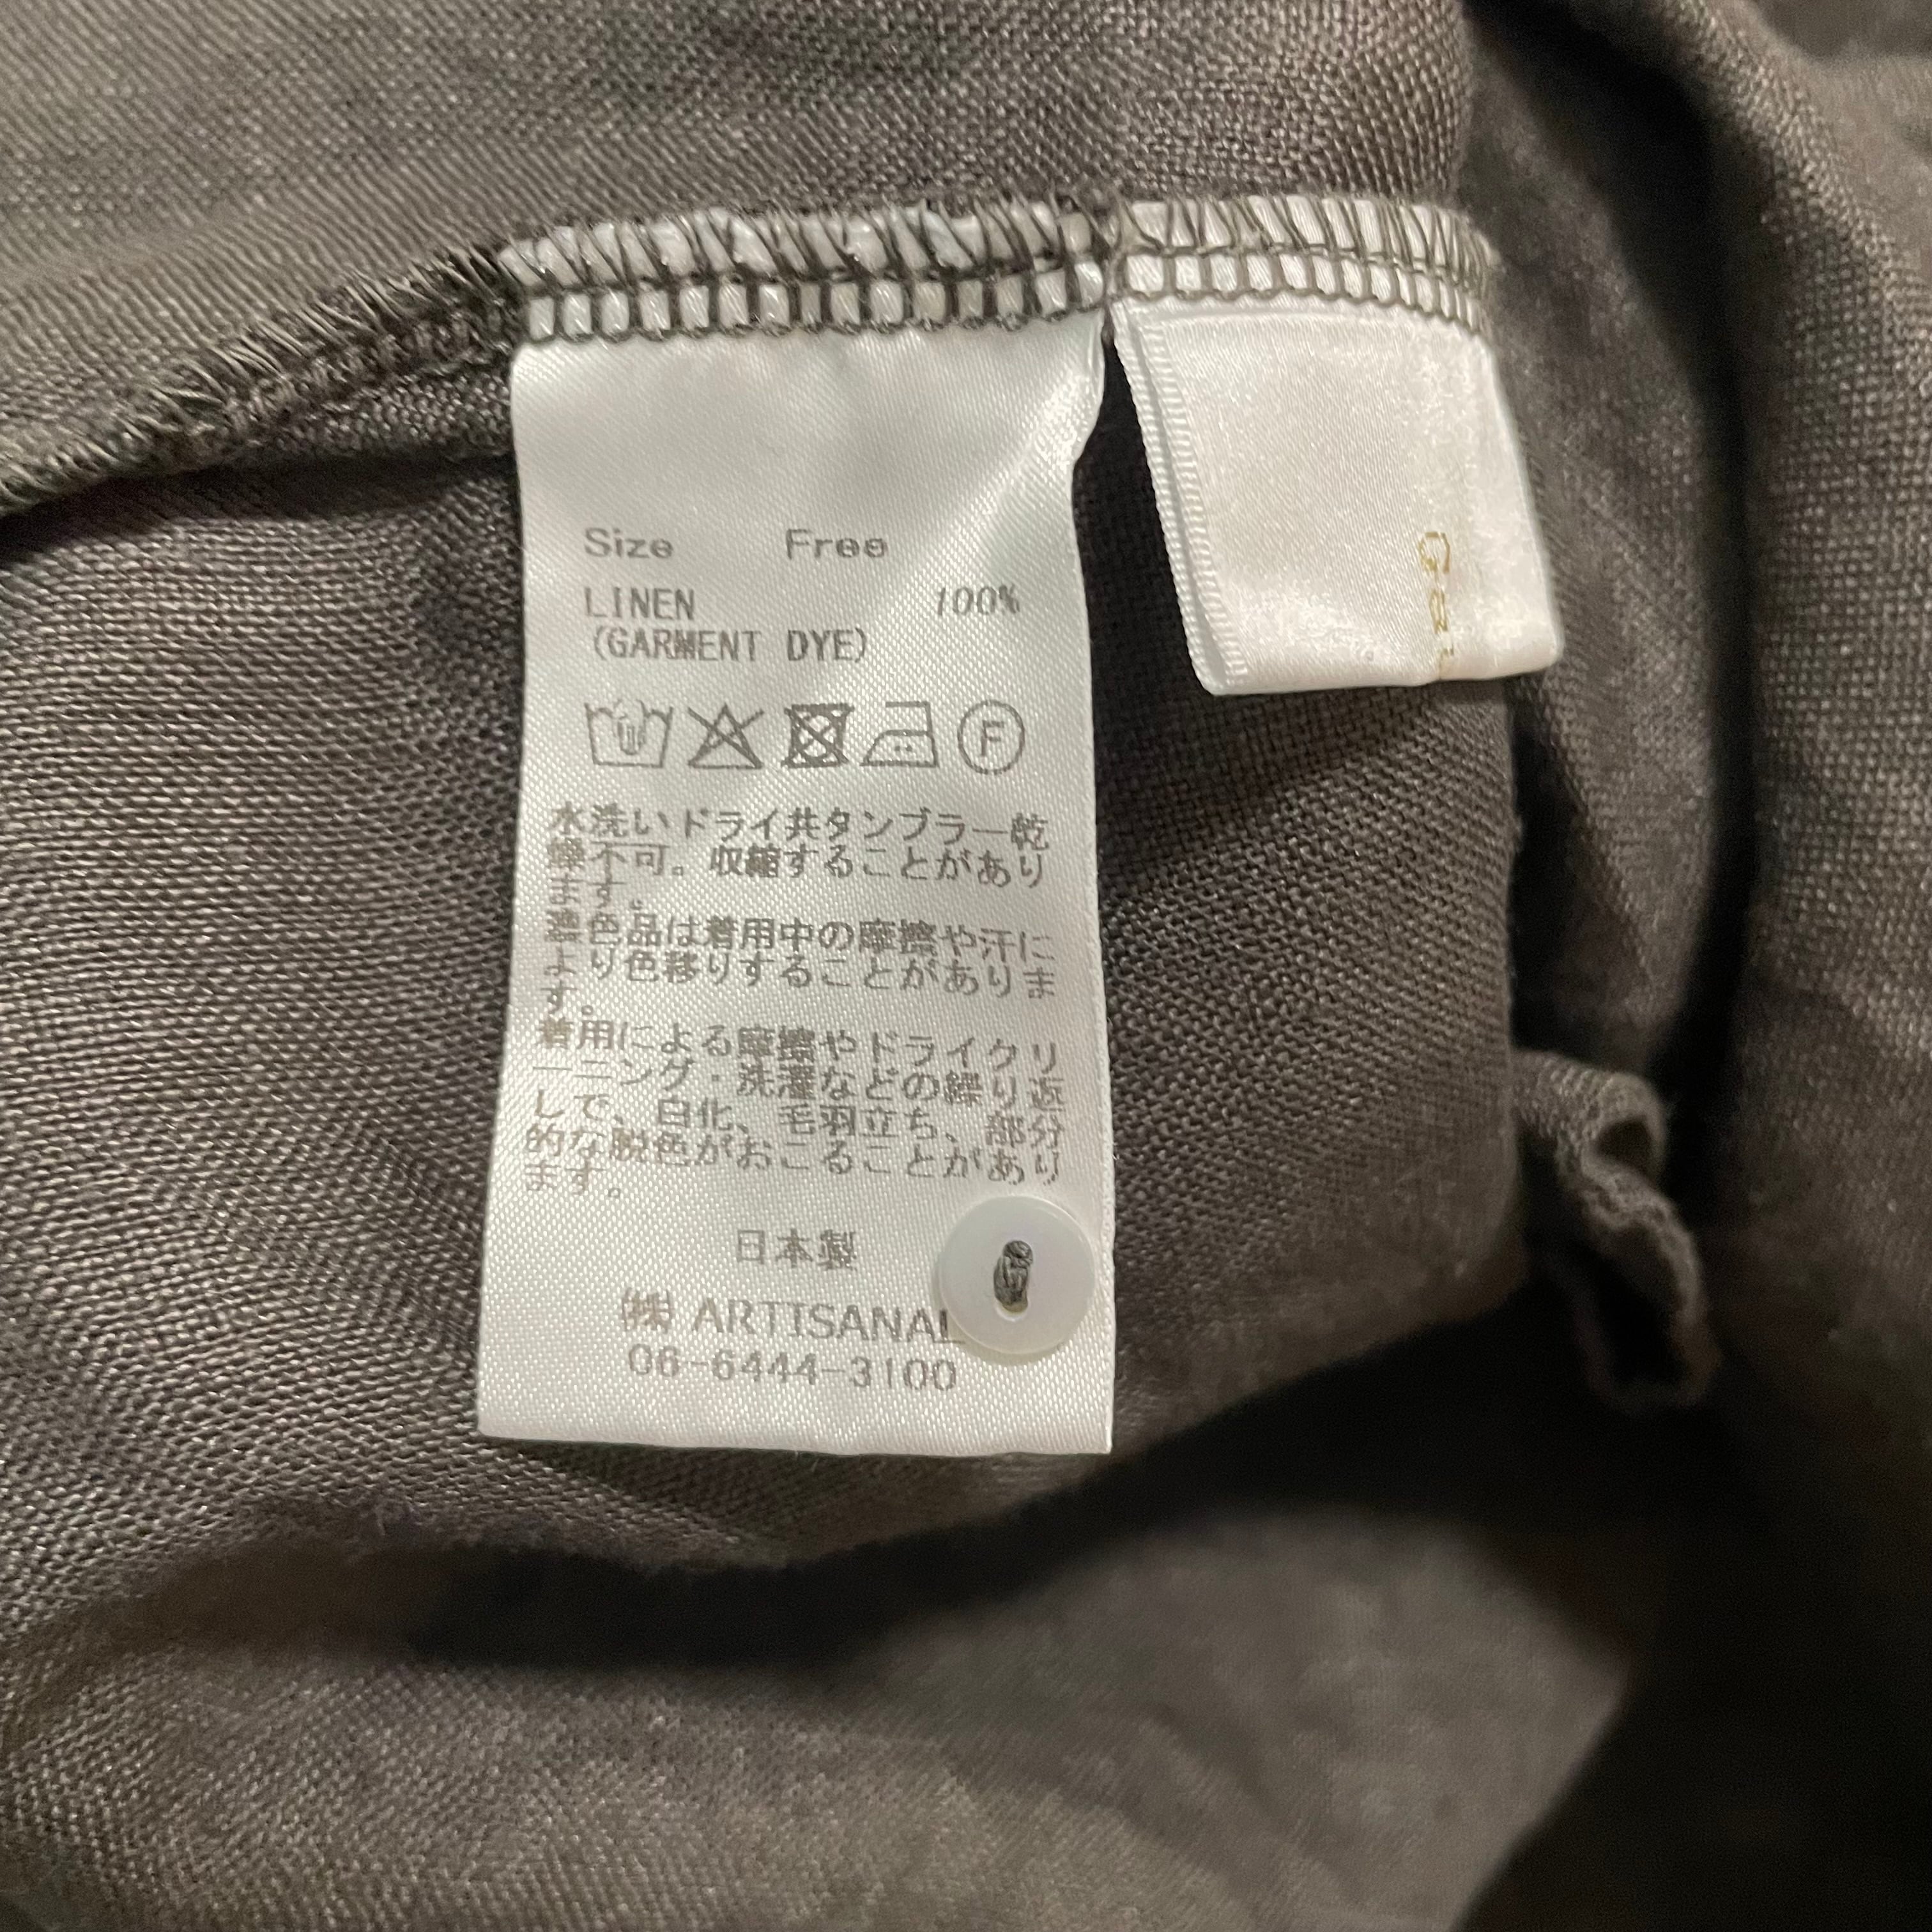 Size Free
LINEN 100%
(GARMENT DYE)
F
水洗いドライ共タンブラー乾
燥不可。収縮することがあり
ます。
濃色品は着用中の摩擦や汗に
より色移りすることがありま
す。
着用による摩擦やドライクリ
ーニング・洗濯などの繰り返
しで、白化、毛羽立ち、部分
的な脱色がおこることがあり
ます。
日本製
㈱ ARTISANAL
06-6444-3100